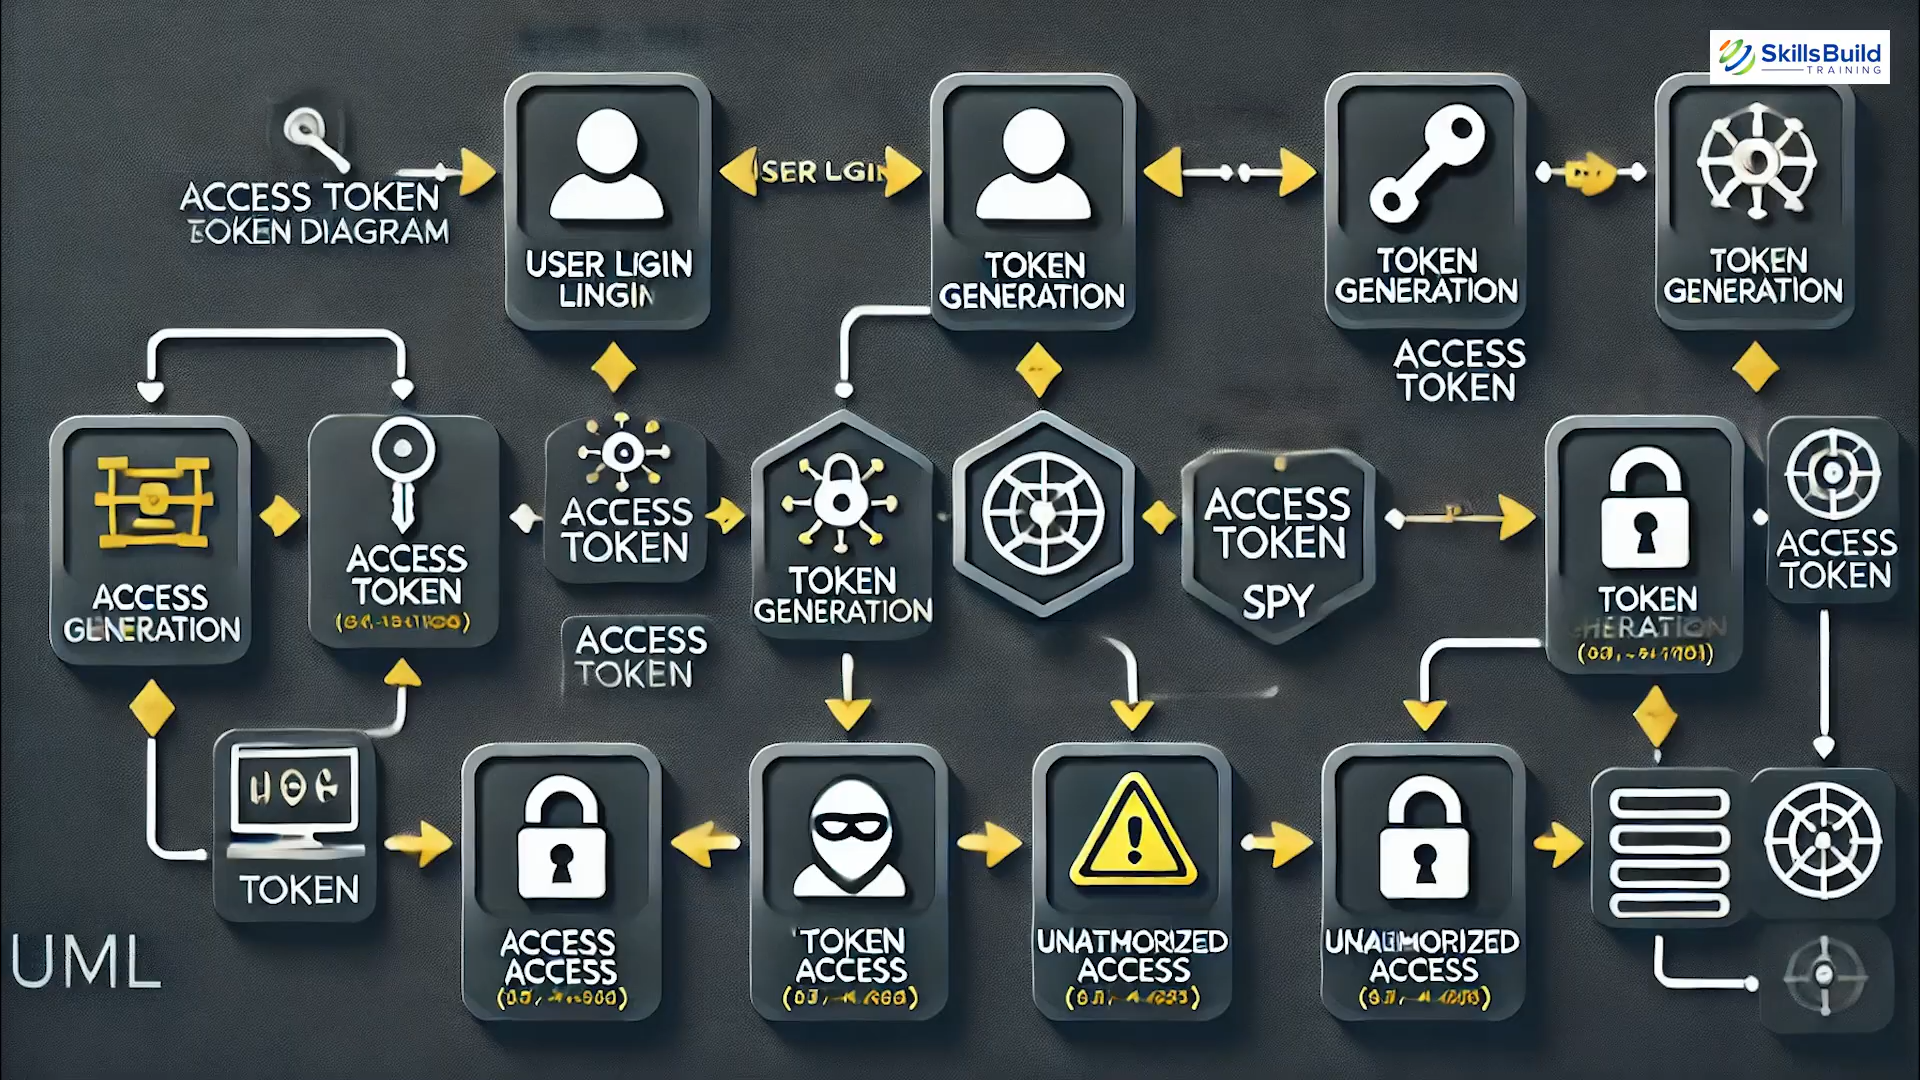 SkillsBuild
TRAINING
ACCESS TOKEN
TOKEN DIAGRAM
USER LIGIN
LINGIN
SER LGIN
TOKEN
GENERATION
TOKEN
GENERATION
TOKEN
GENERATION
ACCESS
TOKEN
ACCESS
GENERATION
ACCESS
TOKEN
ACCESS
TOKEN
ACCESS
TOKEN
TOKEN
GENERATION
ACCESS
TOKEN
SPY
TOKEN
ACCESS
TOKEN
TOKEN
UML
ACCESS
ACCESS
TOKEN
ACCESS
UNATMORIZED
ACCESS
ACCESS